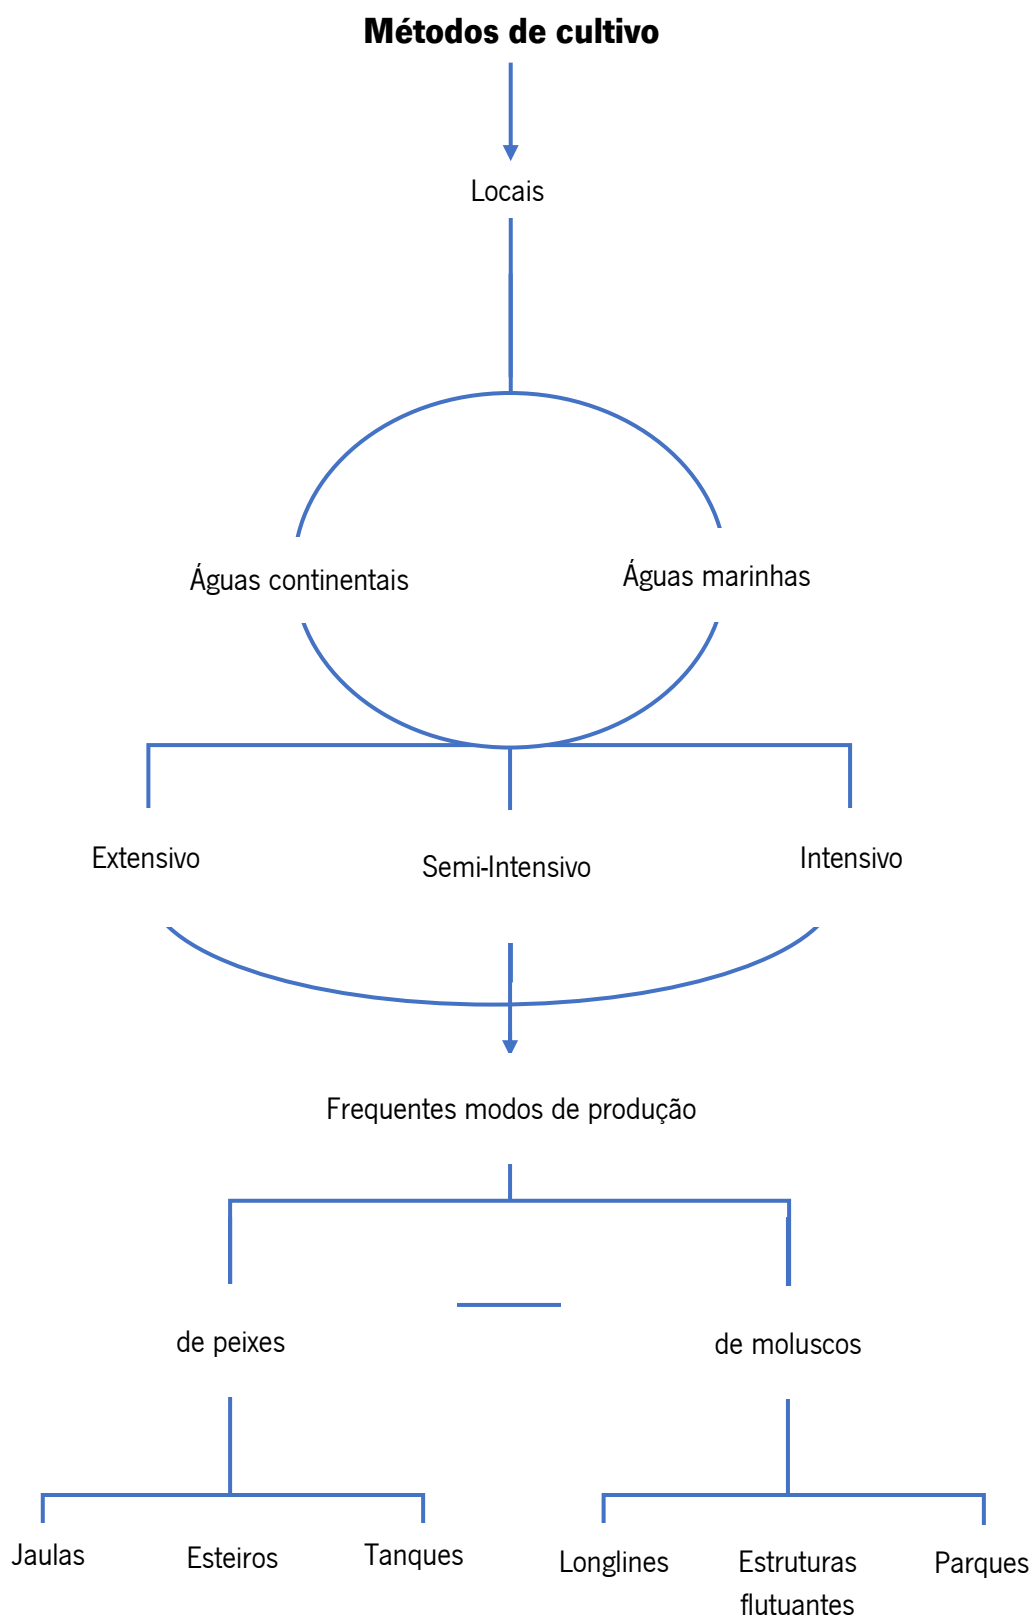 Métodos de cultivo
Locais
Águas continentais
Águas marinhas
Extensivo
Semi-Intensivo
Intensivo
Frequentes modos de produção
de peixes
de moluscos
Jaulas
Esteiros
Tanques
Longlines
Estruturas
flutuantes
Parques